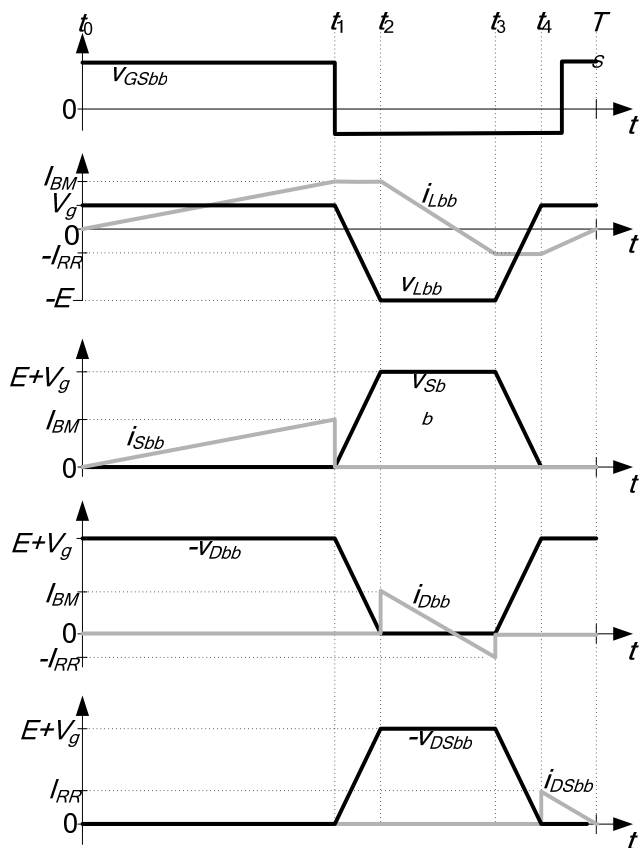 t0 t1 t2 t3 t4 T
S
vGSbb
0
t
IBM
iLbb
Vg
0
t
-IRR
vLbb
-E
E+Vg
vSb
b
IBM
iSbb
0
t
E+Vg
-vDbb
IBM
iDbb
0
t
-IRR
E+Vg
-vDSbb
IRR
iDSbb
0
t